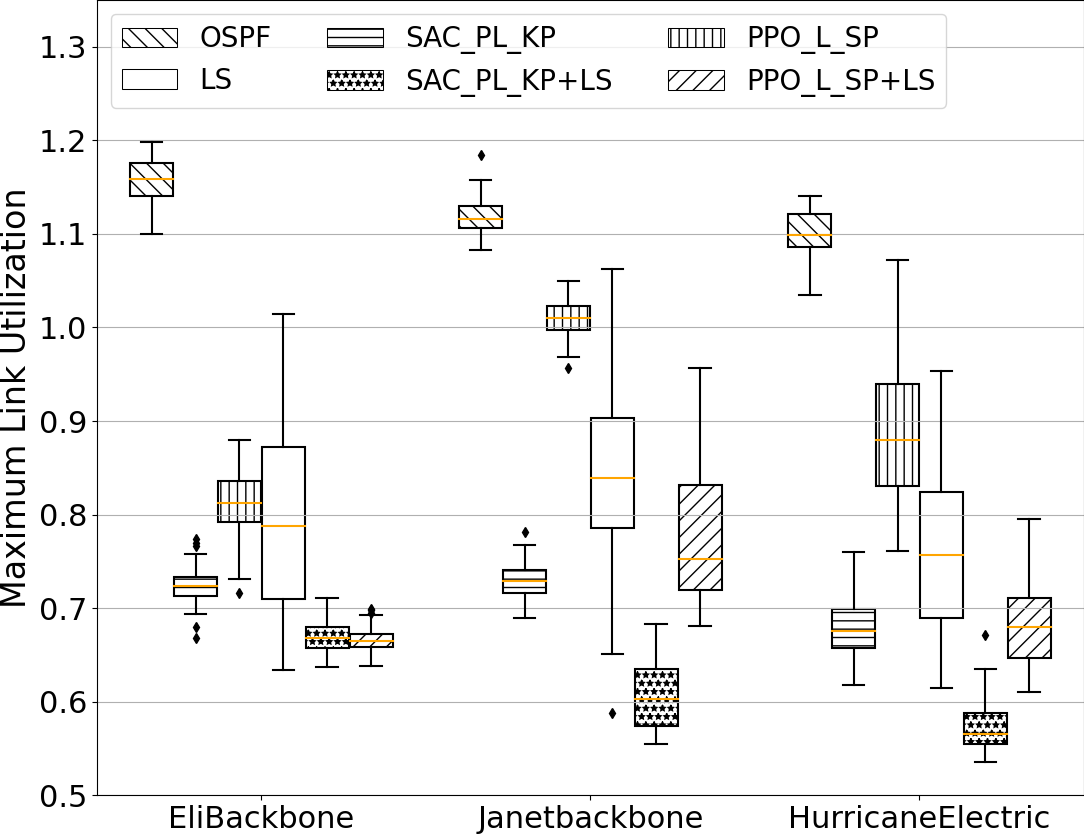 OSPF
LS
SAC_PL_KP
SAC_PL_KP+LS
PPO_L_SP
PPO_L_SP+LS
Maximum Link Utilization
1.3
1.2
1.1
1.0
0.9
0.8
0.7
0.6
0.5
EliBackbone
Janetbackbone
HurricaneElectric